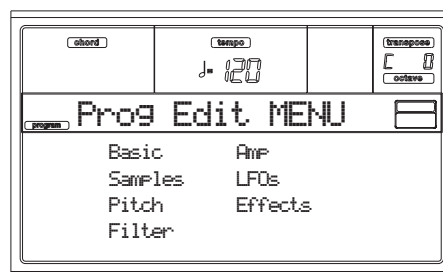 chord tempo transpose
♩= 120 C 0
octave
program Prog Edit MENU
Basic Amp
Samples LFOs
Pitch Effects
Filter